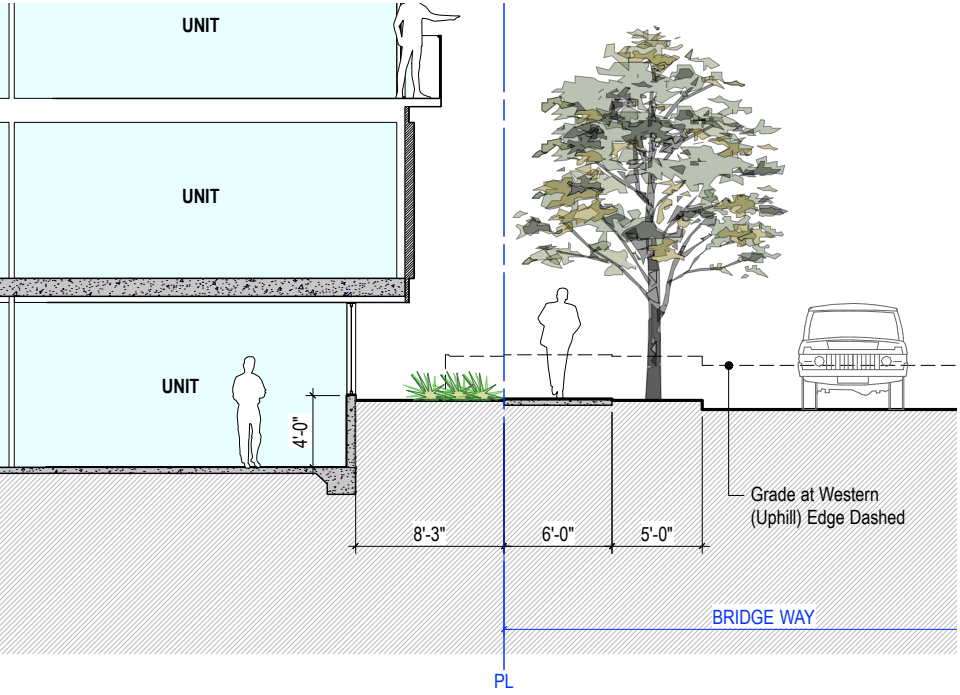 UNIT
UNIT
UNIT
4'-0"
Grade at Western
(Uphill) Edge Dashed
8'-3"
6'-0"
5'-0"
BRIDGE WAY
PL